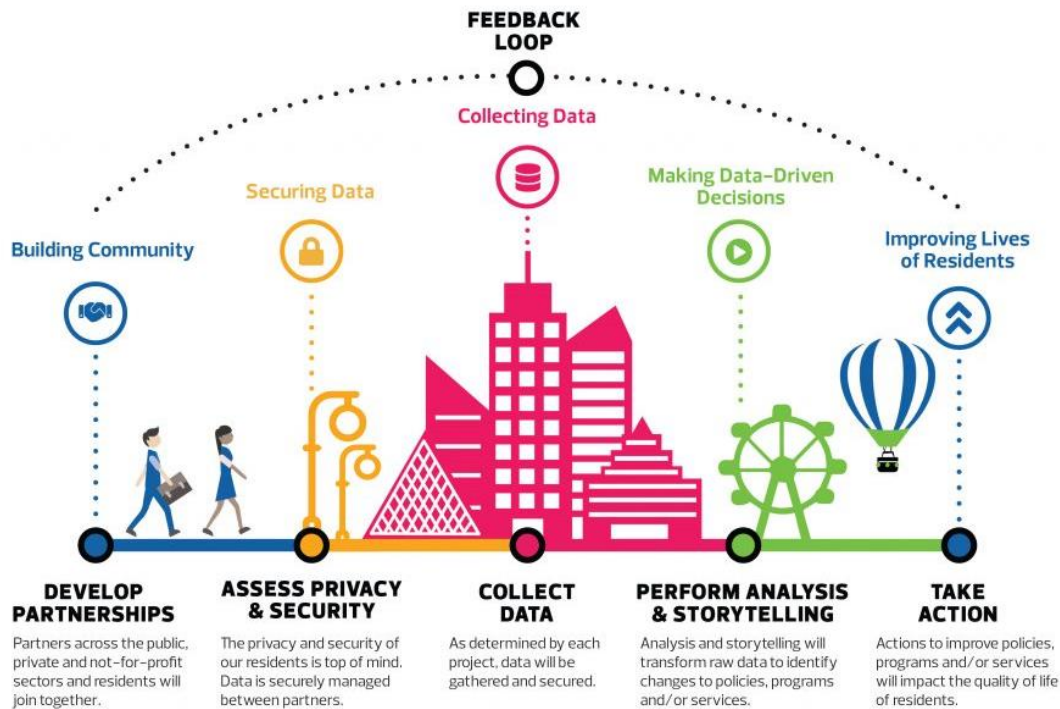 FEEDBACK
LOOP
Collecting Data
Securing Data
Making Data-Driven
Decisions
Building Community
Improving Lives
of Residents
DEVELOP
PARTNERSHIPS
Partners across the public,
private and not-for-profit
sectors and residents will
join together.
ASSESS PRIVACY
& SECURITY
The privacy and security of
our residents is top of mind.
Data is securely managed
between partners.
COLLECT
DATA
As determined by each
project, data will be
gathered and secured.
PERFORM ANALYSIS
& STORYTELLING
Analysis and storytelling will
transform raw data to identify
changes to policies, programs
and/or services.
TAKE
ACTION
Actions to improve policies,
programs and/or services
will impact the quality of life
of residents.